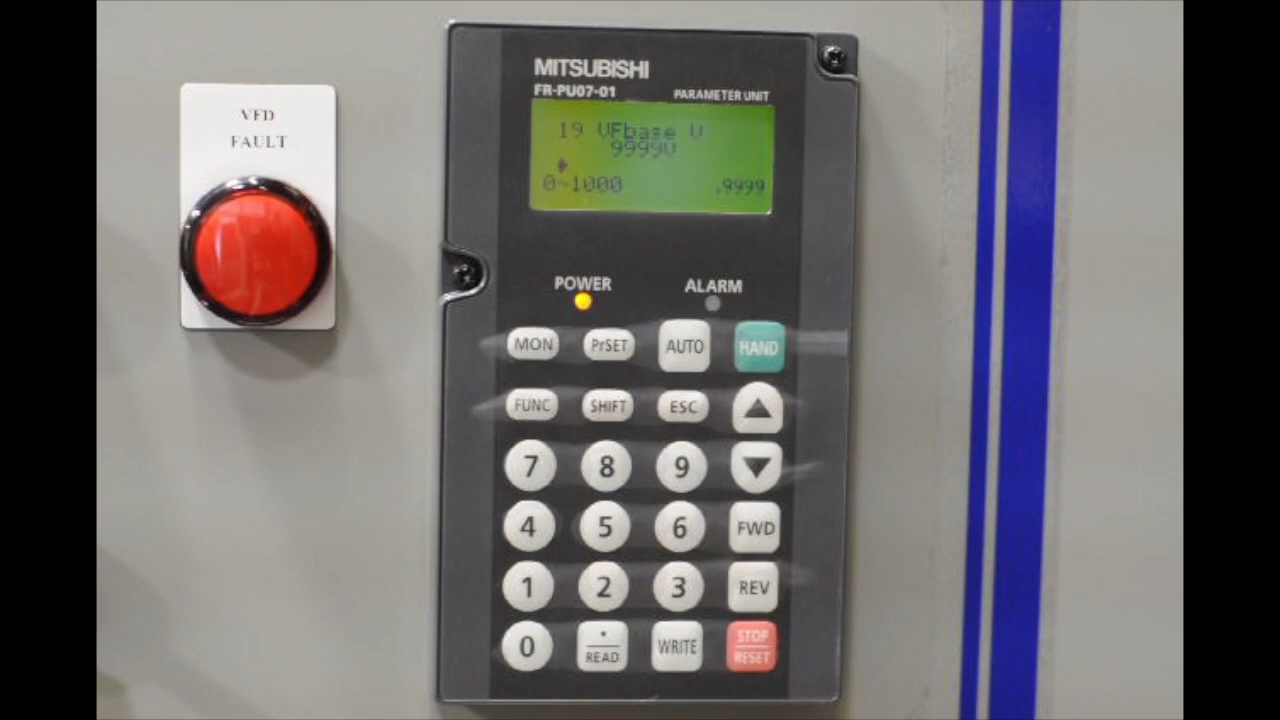 VFD
FAULT
MITSUBISHI
FR-PU07-01 PARAMETER UNIT
19 VFbase V
9999V
0~1000 ,9999
POWER ALARM
MON PrSET AUTO HAND
FUNC SHIFT ESC
7 8 9
4 5 6 FWD
1 2 3 REV
0 • READ WRITE STOP RESET